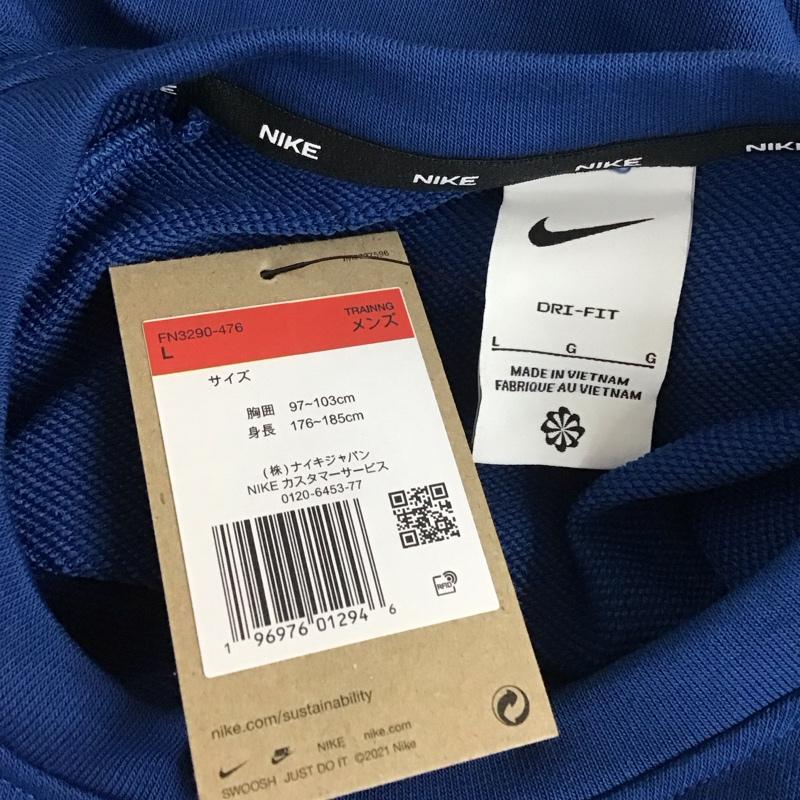 NIKE
NIKE
NIKE
NIK
DRI-FIT
L G G
MADE IN VIETNAM
FABRIQUE AU VIETNAM
FN3290-476
TRAINNG
L
メンズ
サイズ
胸囲 97~103cm
身長 176~185cm
(株)ナイキジャパン
NIKE カスタマーサービス
0120-6453-77
RFID
1 96976 01294 6
nike.com/sustainability
NIKE nike.com
SWOOSH JUST DO IT ©2021 Nike